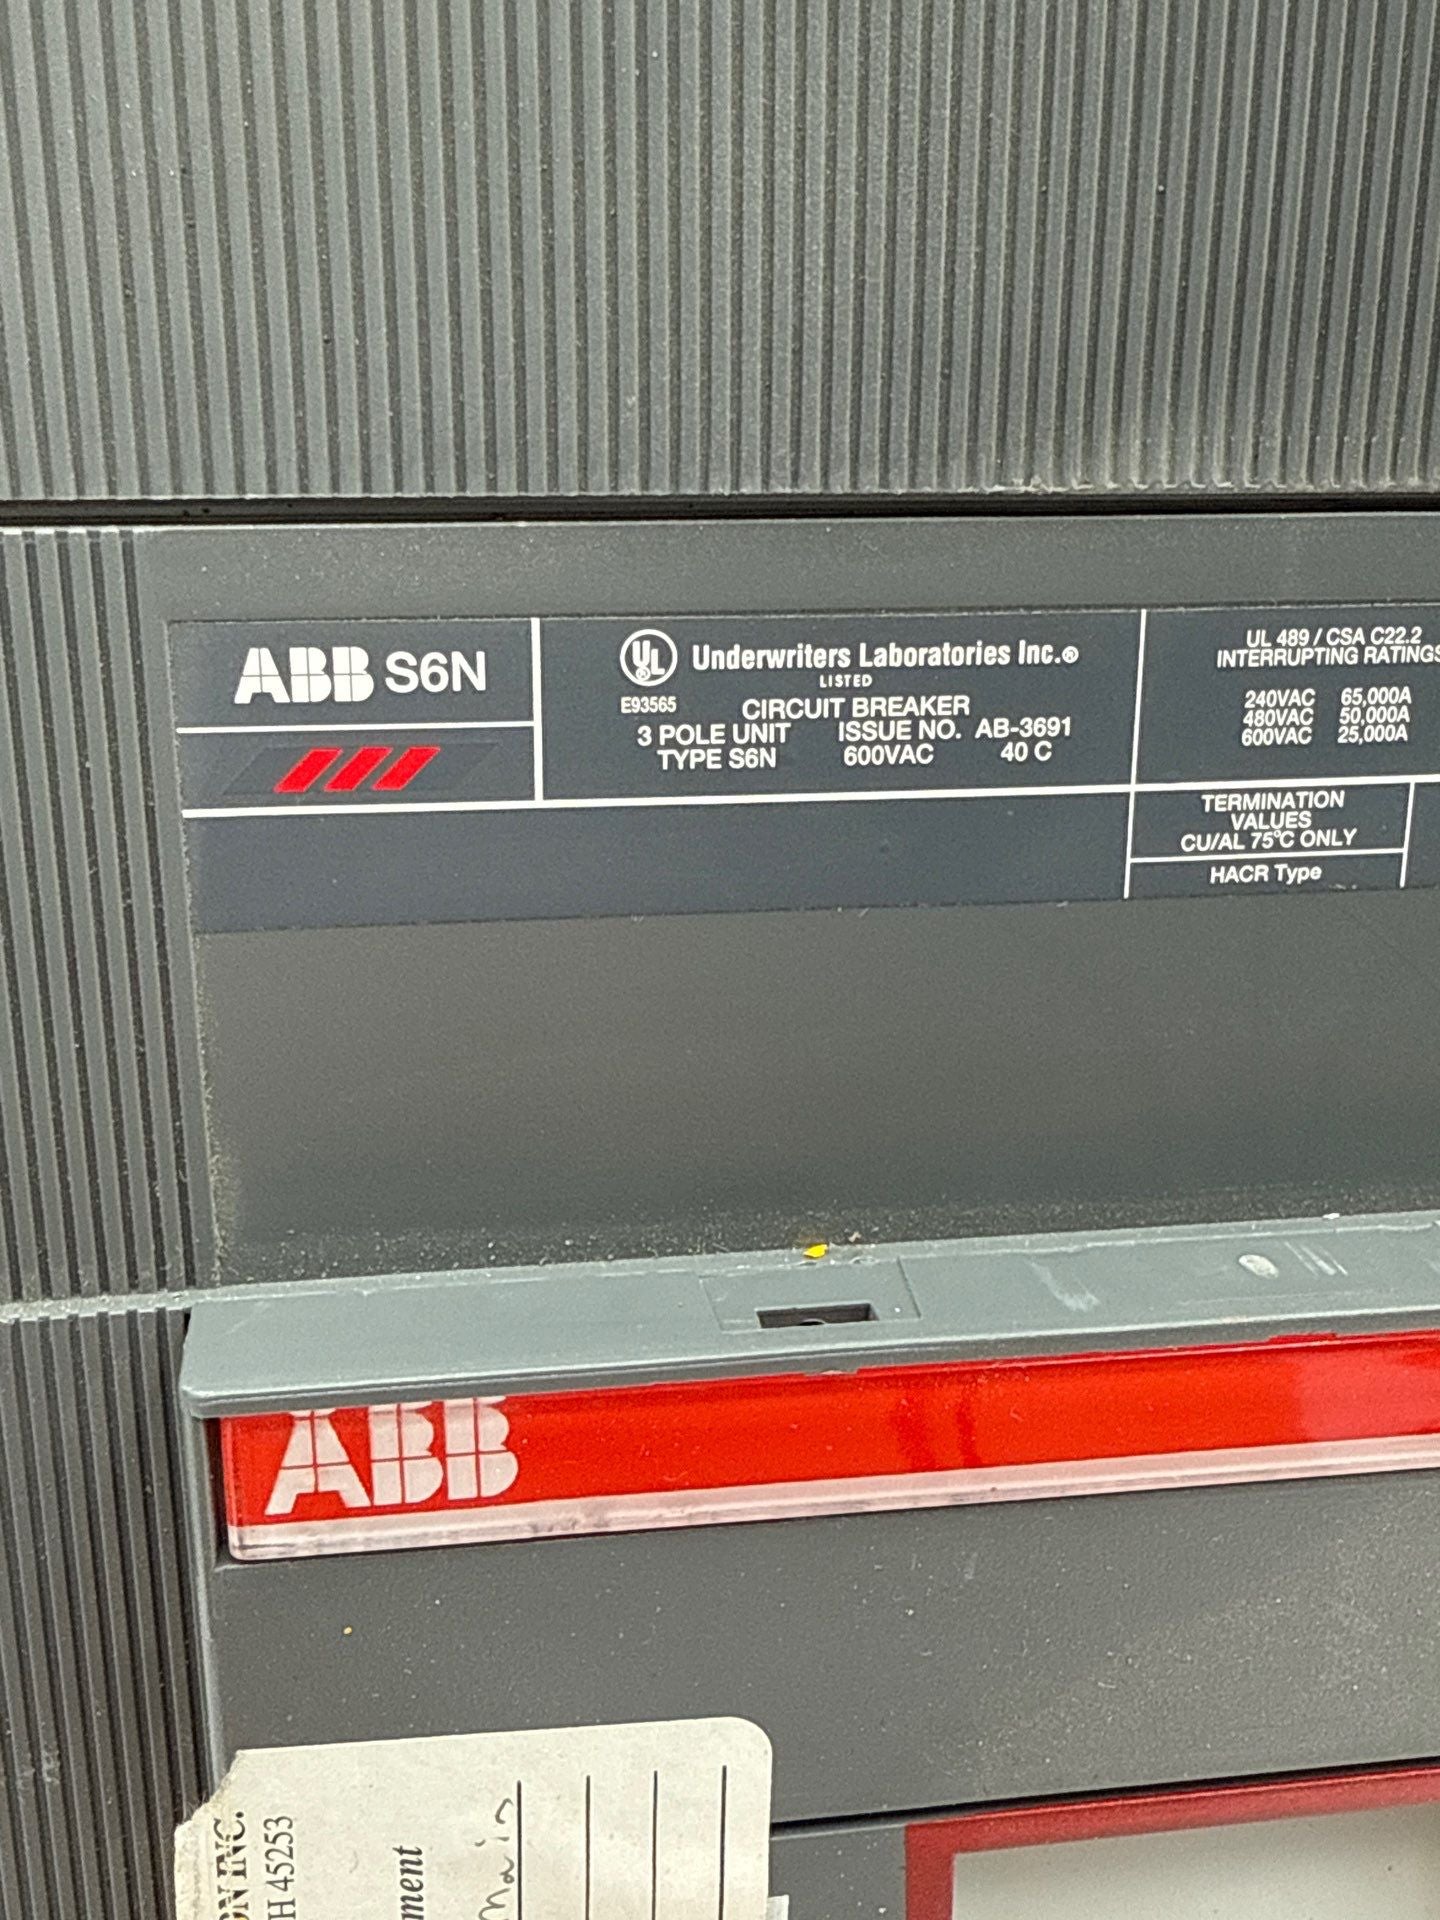 ABB S6N
UL Underwriters Laboratories Inc.®
LISTED
E93565 CIRCUIT BREAKER
3 POLE UNIT ISSUE NO. AB-3691
TYPE S6N 600VAC 40 C
UL 489 / CSA C22.2
INTERRUPTING RATINGS
240VAC 65,000A
480VAC 50,000A
600VAC 25,000A
TERMINATION
VALUES
CU/AL 75°C ONLY
HACR Type
ABB
INC.
H 45253
ment
Main